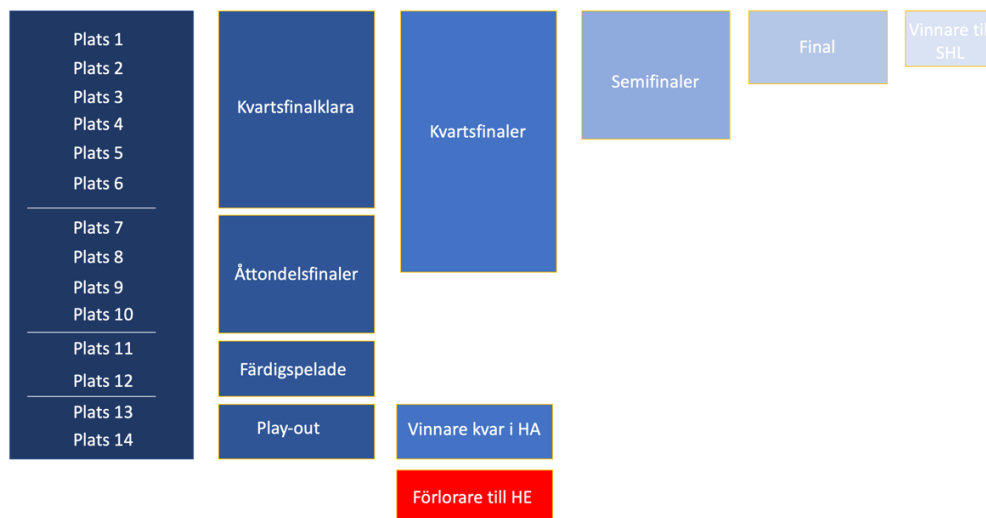 Plats 1
Plats 2
Plats 3
Plats 4
Plats 5
Plats 6
Plats 7
Plats 8
Plats 9
Plats 10
Plats 11
Plats 12
Plats 13
Plats 14
Kvartsfinalklara
Åttondelsfinaler
Färdigspelade
Play-out
Kvartsfinaler
Vinnare kvar i HA
Förlorare till HE
Semifinaler
Final
Vinnare til
SHL